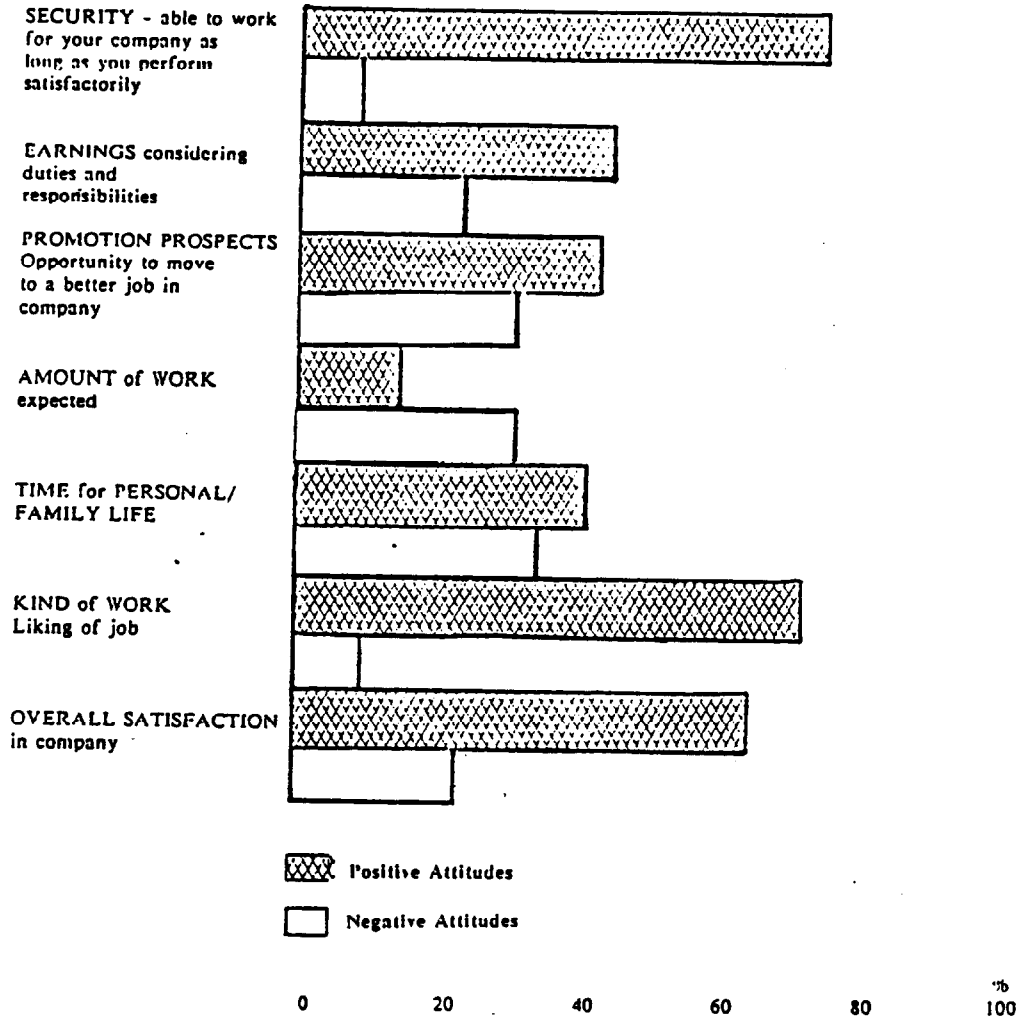 SECURITY - able to work
for your company as
long as you perform
satisfactorily
EARNINGS considering
duties and
responsibilities
PROMOTION PROSPECTS
Opportunity to move
to a better job in
company
AMOUNT of WORK
expected
TIME for PERSONAL/
FAMILY LIFE
KIND of WORK
Liking of job
OVERALL SATISFACTION
in company
Positive Attitudes
Negative Attitudes
%
0 20 40 60 80 100